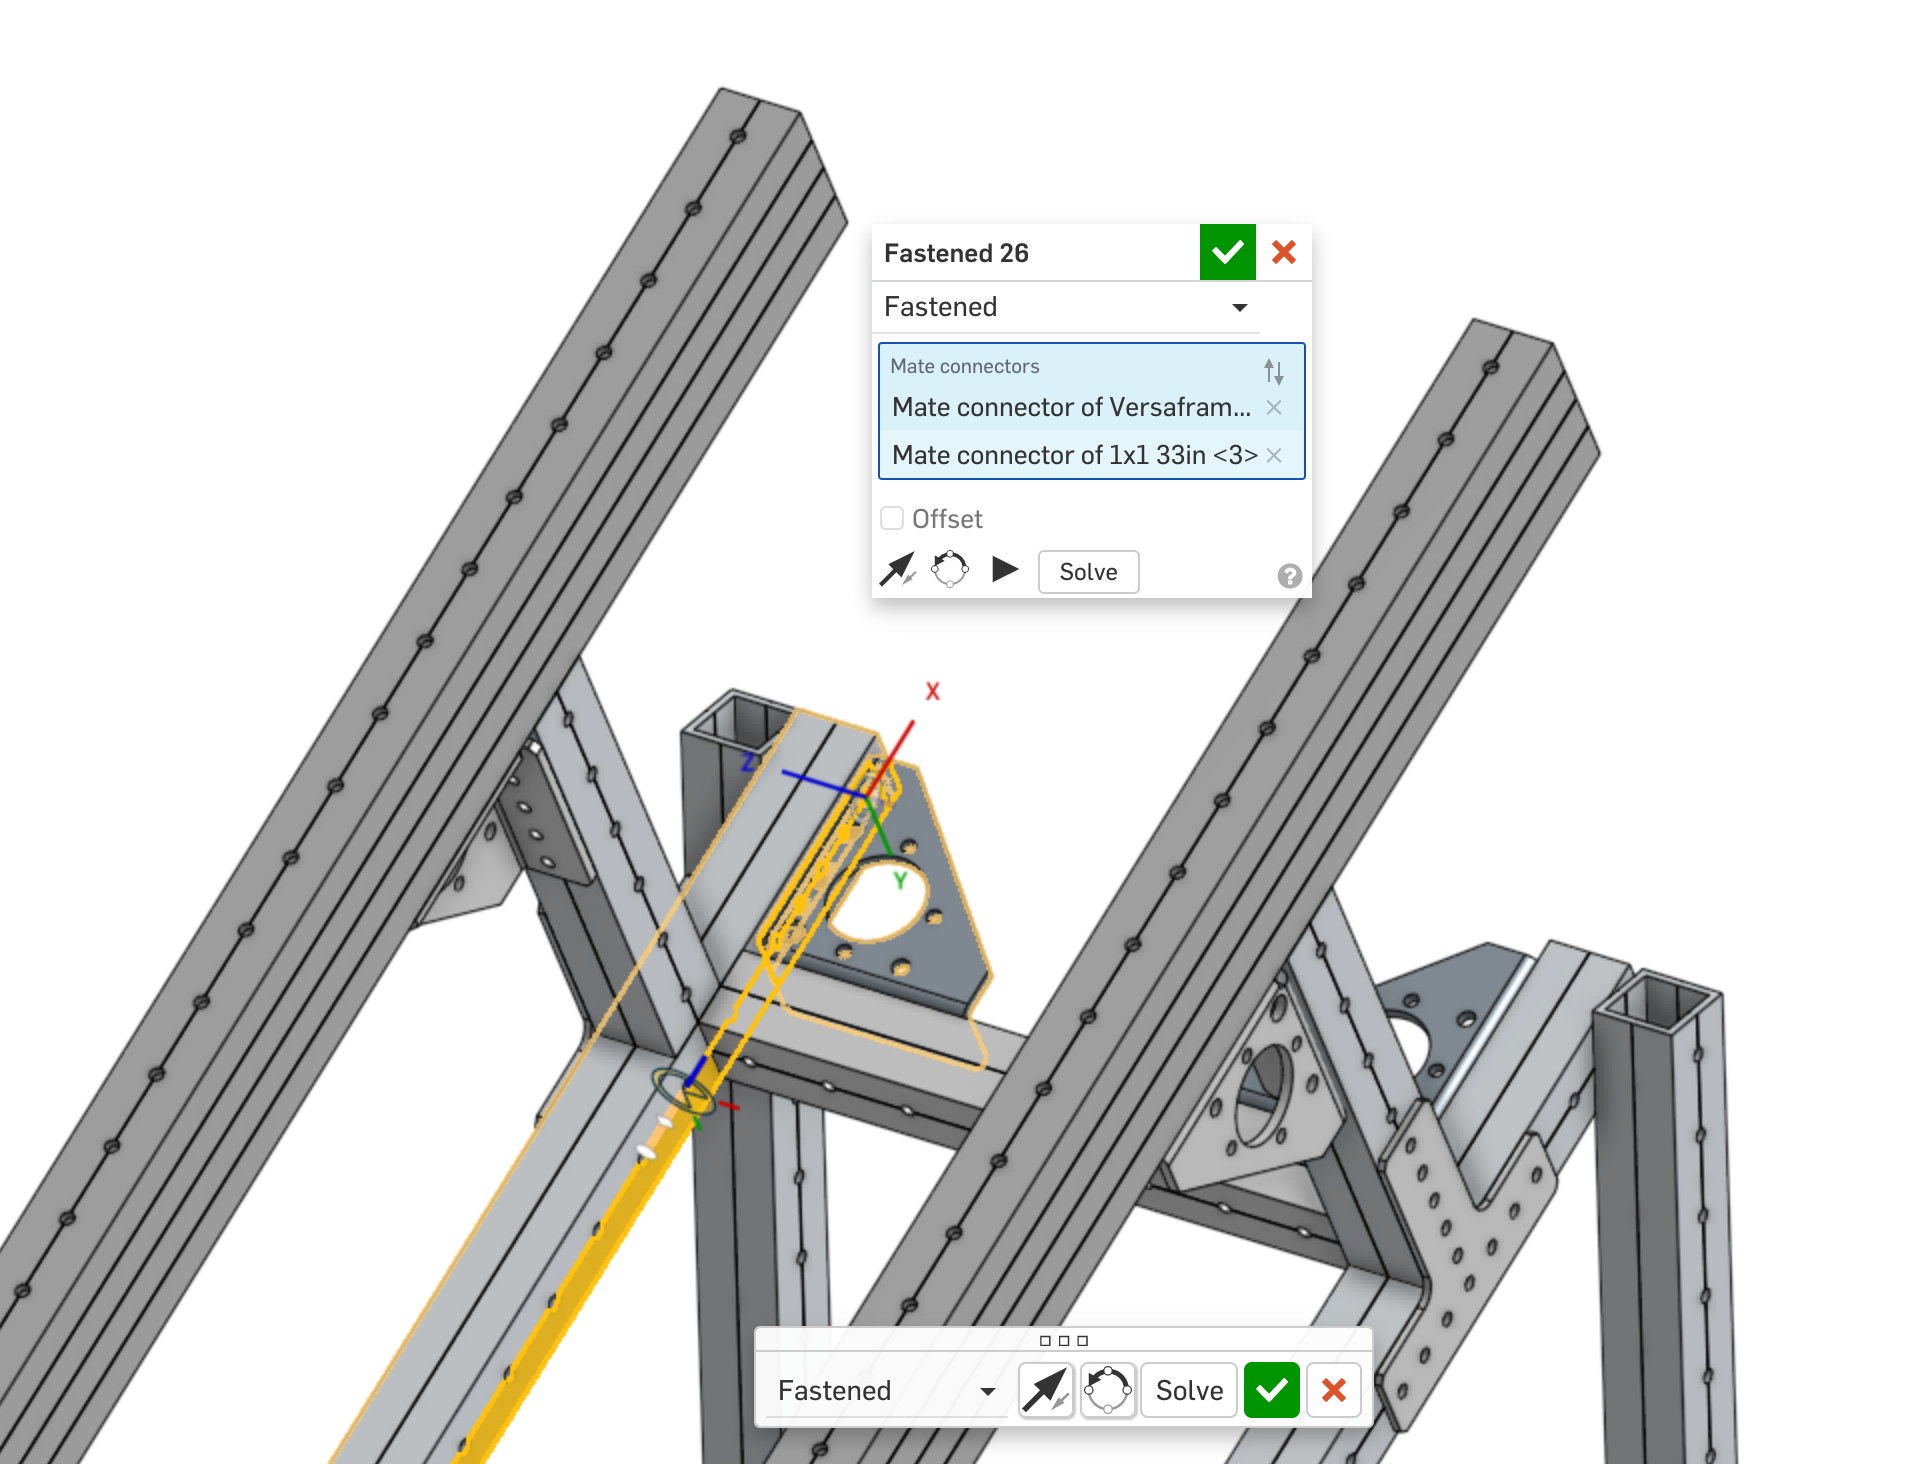 Fastened 26
Fastened
Mate connectors
Mate connector of Versafram...
Mate connector of 1x1 33in <3>
Offset
Solve
?
X
Z
Y
Fastened
Solve